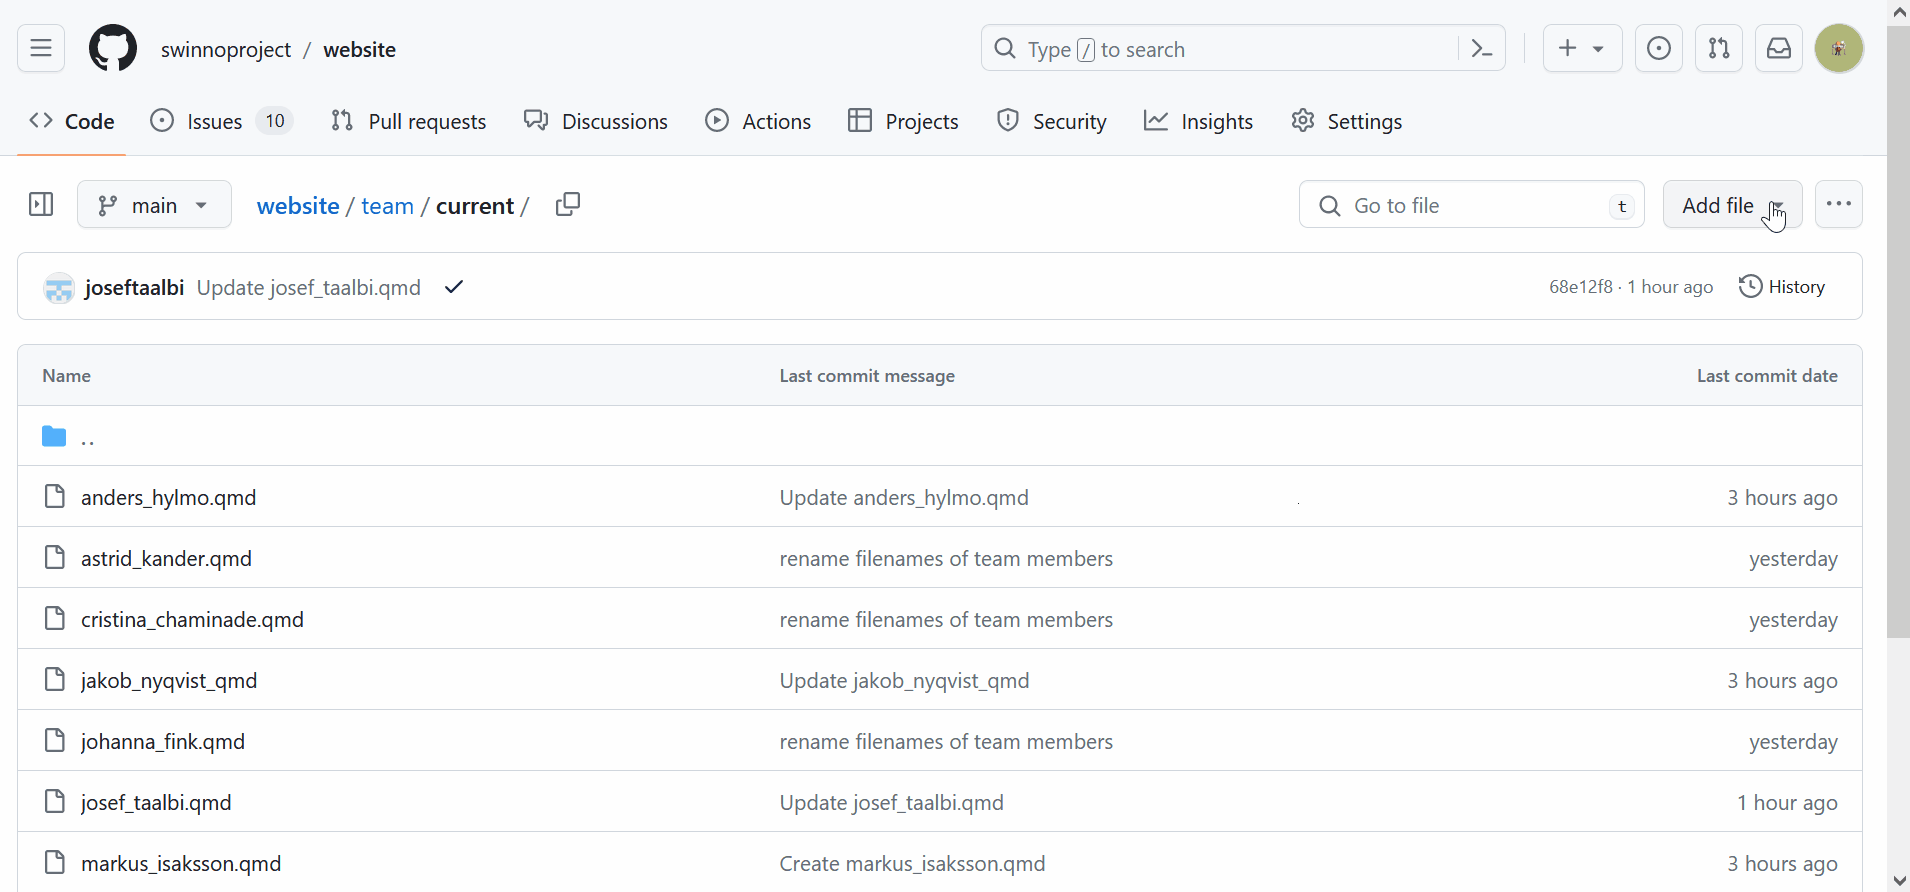 swinnoproject / website
Type / to search
Code
Issues 10
Pull requests
Discussions
Actions
Projects
Security
Insights
Settings
main
website / team / current /
Go to file t
Add file
joseftaalbi Update josef_taalbi.qmd
68e12f8 · 1 hour ago
History
Name Last commit message Last commit date
..
anders_hylmo.qmd Update anders_hylmo.qmd 3 hours ago
astrid_kander.qmd rename filenames of team members yesterday
cristina_chaminade.qmd rename filenames of team members yesterday
jakob_nyqvist_qmd Update jakob_nyqvist_qmd 3 hours ago
johanna_fink.qmd rename filenames of team members yesterday
josef_taalbi.qmd Update josef_taalbi.qmd 1 hour ago
markus_isaksson.qmd Create markus_isaksson.qmd 3 hours ago